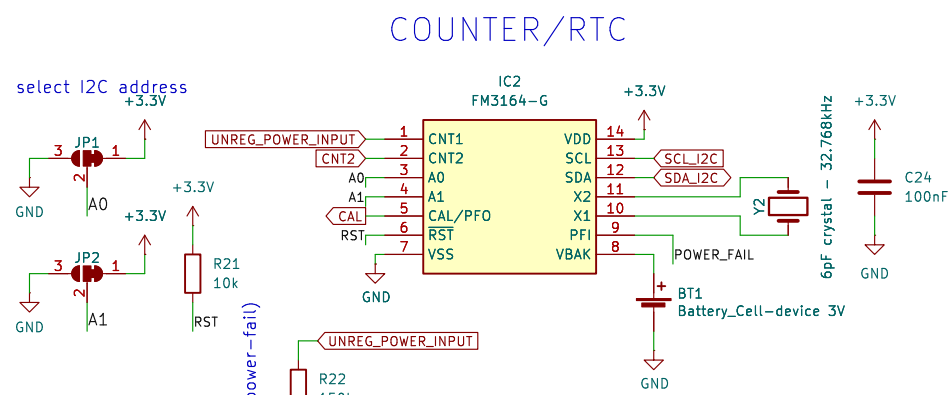 COUNTER/RTC
select I2C address
+3.3V
JP1
3
1
2
GND
A0
+3.3V
JP2
3
1
2
GND
A1
+3.3V
R21
10k
RST
IC2
FM3164-G
UNREG_POWER_INPUT
1
CNT1
CNT2
2
CNT2
A0
3
A0
A1
4
A1
CAL
5
CAL/PFO
RST
6
RST
7
VSS
GND
+3.3V
14
VDD
13
SCL
SCL_I2C
12
SDA
SDA_I2C
11
X2
10
X1
9
PFI
POWER_FAIL
8
VBAK
Y2
6pF crystal - 32.768kHz
+3.3V
C24
100nF
GND
+
BT1
Battery_Cell-device 3V
GND
power-fail)
UNREG_POWER_INPUT
R22